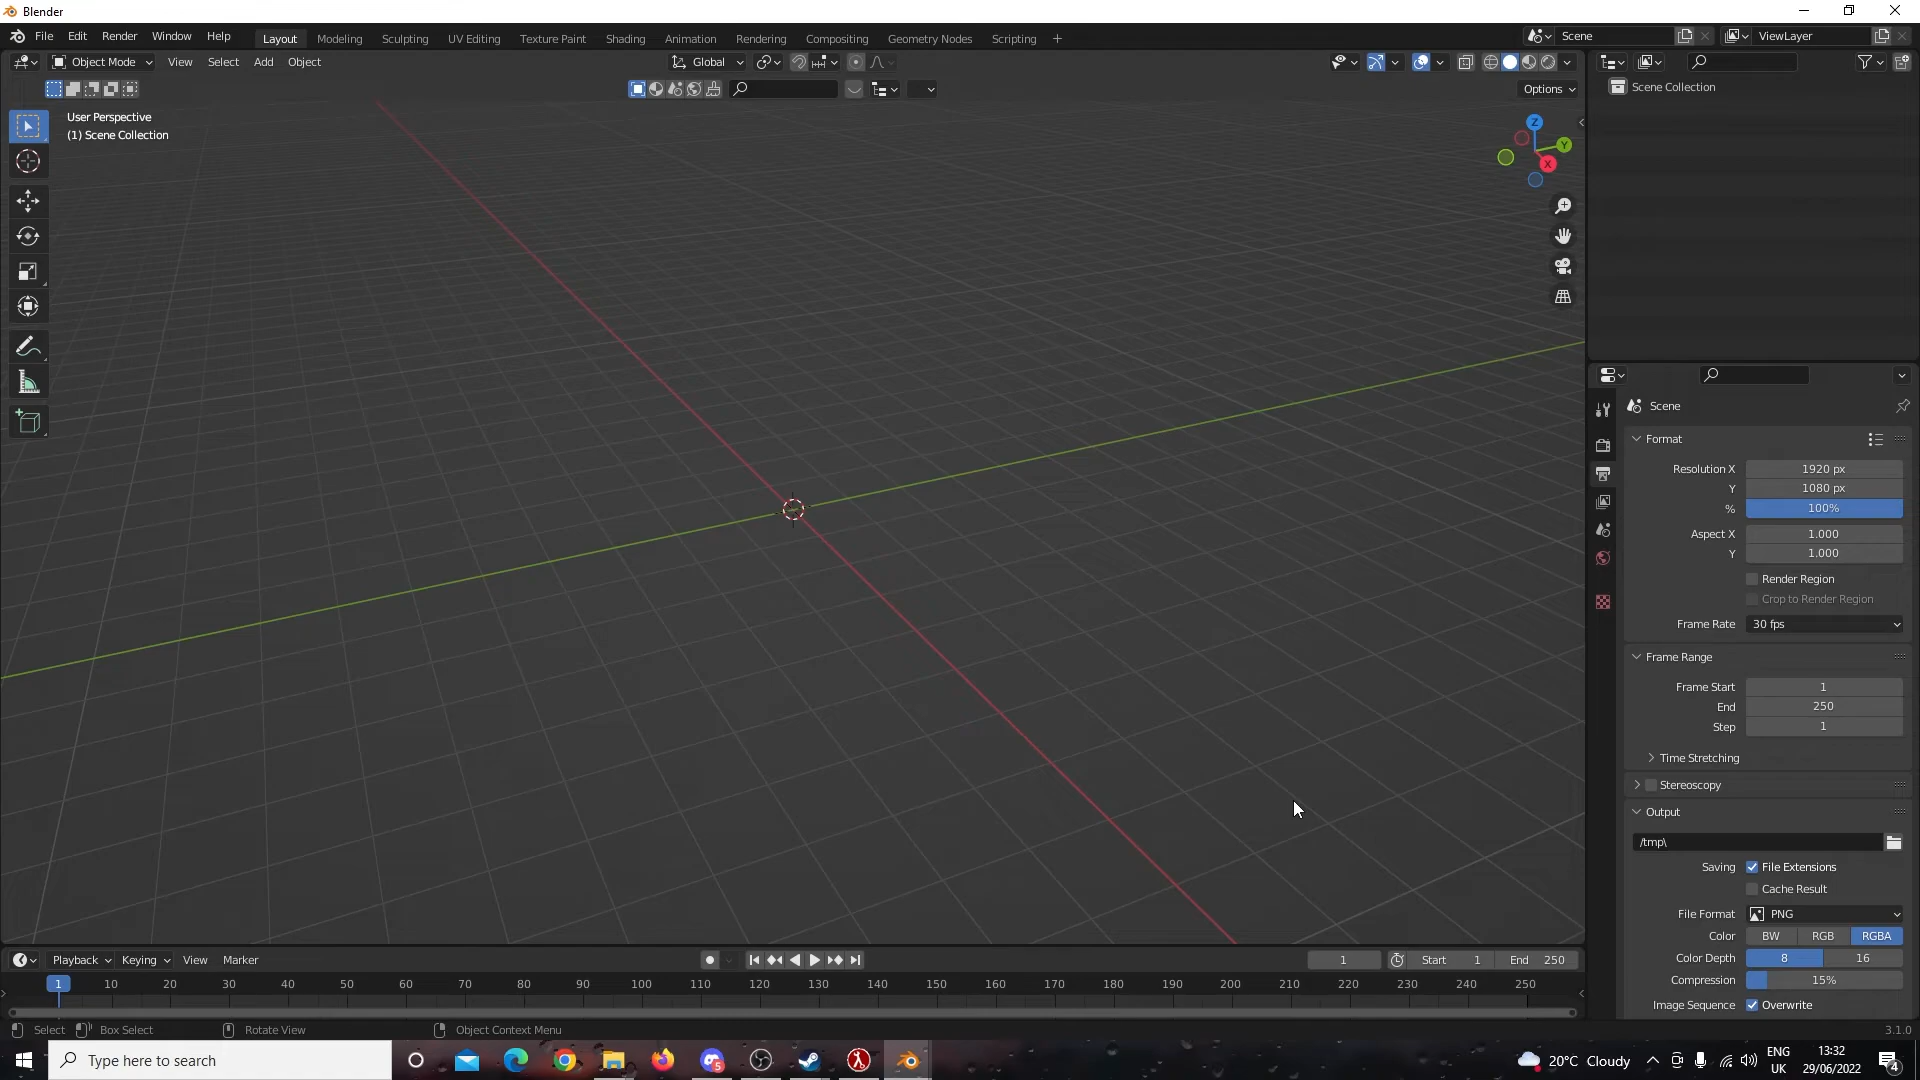 Blender
File Edit Render Window Help Layout Modeling Sculpting UV Editing Texture Paint Shading Animation Rendering Compositing Geometry Nodes Scripting + Scene ViewLayer
Object Mode View Select Add Object Global
Options
User Perspective
(1) Scene Collection
Z
Y
X
Scene Collection
Scene
Format
Resolution X 1920 px
Y 1080 px
% 100%
Aspect X 1.000
Y 1.000
Render Region
Crop to Render Region
Frame Rate 30 fps
Frame Range
Frame Start 1
End 250
Step 1
Time Stretching
Stereoscopy
Output
/tmp\
Saving File Extensions
Cache Result
File Format PNG
Color BW RGB RGBA
Color Depth 8 16
Compression 15%
Image Sequence Overwrite
Playback Keying View Marker 1 Start 1 End 250
1 10 20 30 40 50 60 70 80 90 100 110 120 130 140 150 160 170 180 190 200 210 220 230 240 250
Select Box Select Rotate View Object Context Menu 3.1.0
Type here to search 5 20°C Cloudy ENG UK 13:32 29/06/2022 4